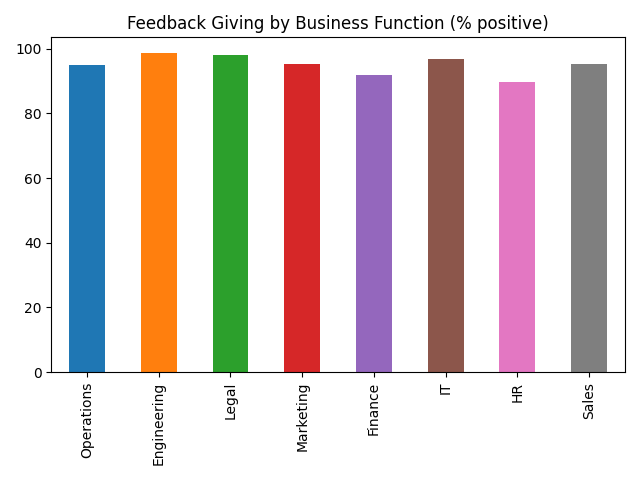 Feedback Giving by Business Function (% positive)
100
80
60
40
20
0
Operations
Engineering
Legal
Marketing
Finance
IT
HR
Sales